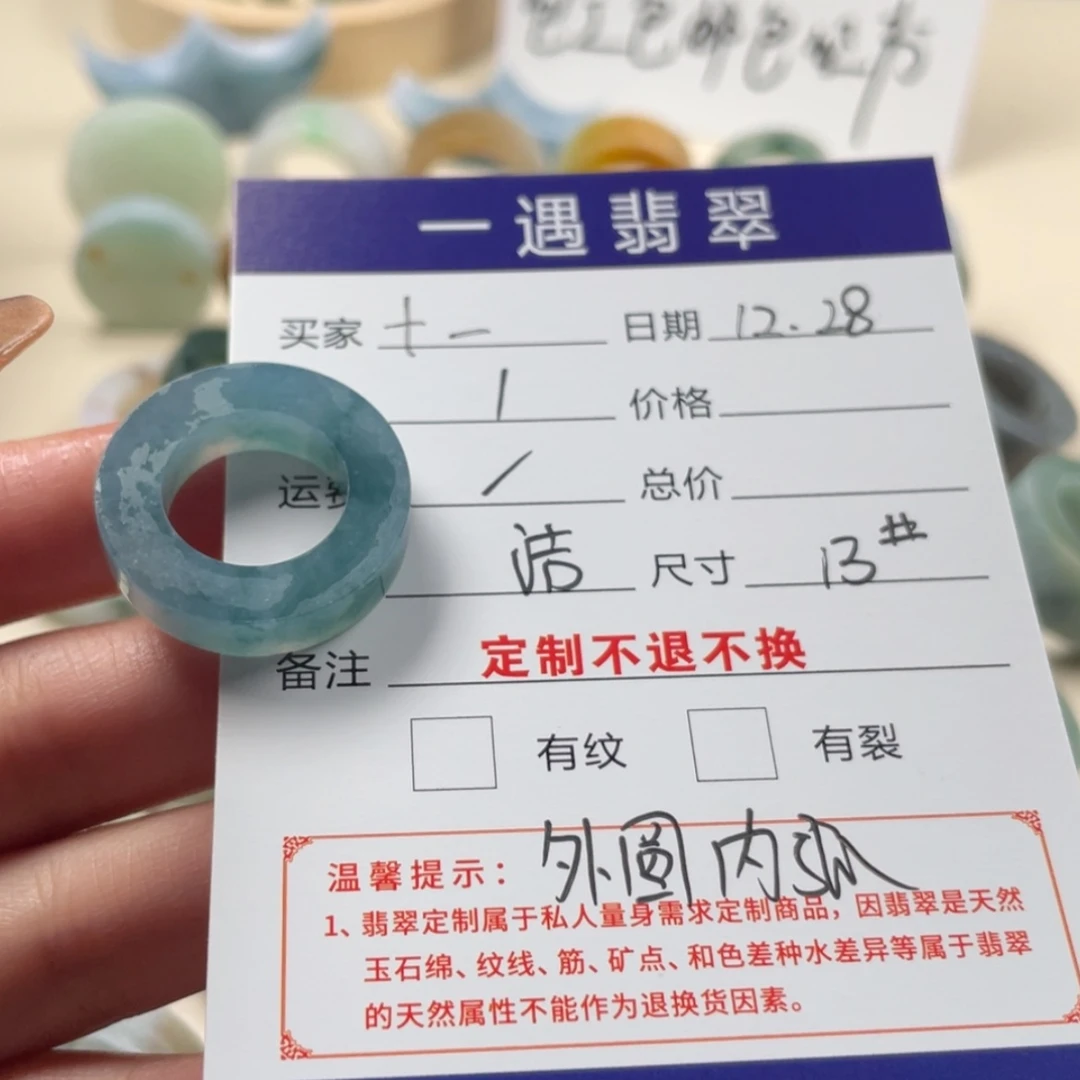 一遇翡翠
买家 十一 日期 12.28
1 价格
运费 / 总价
洁 尺寸 13#
备注 定制不退不换
有纹 有裂
温馨提示： 外圆内弧
1、翡翠定制属于私人量身需求定制商品，因翡翠是天然
玉石绵、纹线、筋、矿点、和色差种水差异等属于翡翠
的天然属性不能作为退换货因素。